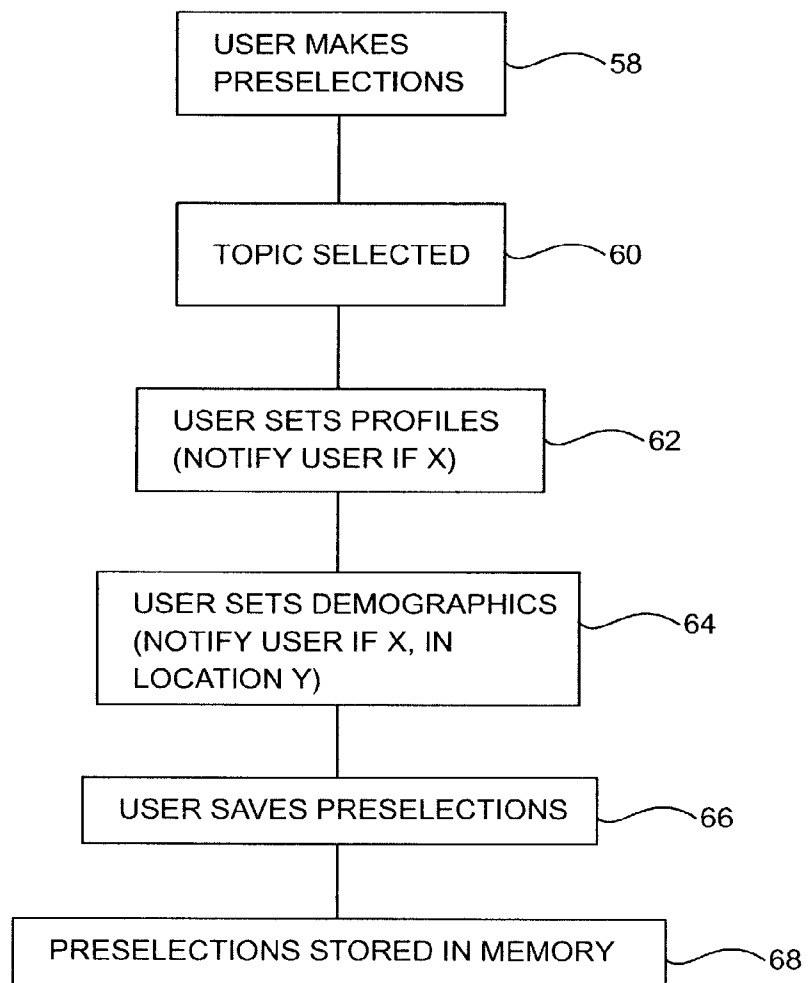 USER MAKES
PRESELECTIONS
58
TOPIC SELECTED
60
USER SETS PROFILES
(NOTIFY USER IF X)
62
USER SETS DEMOGRAPHICS
(NOTIFY USER IF X, IN
LOCATION Y)
64
USER SAVES PRESELECTIONS
66
PRESELECTIONS STORED IN MEMORY
68